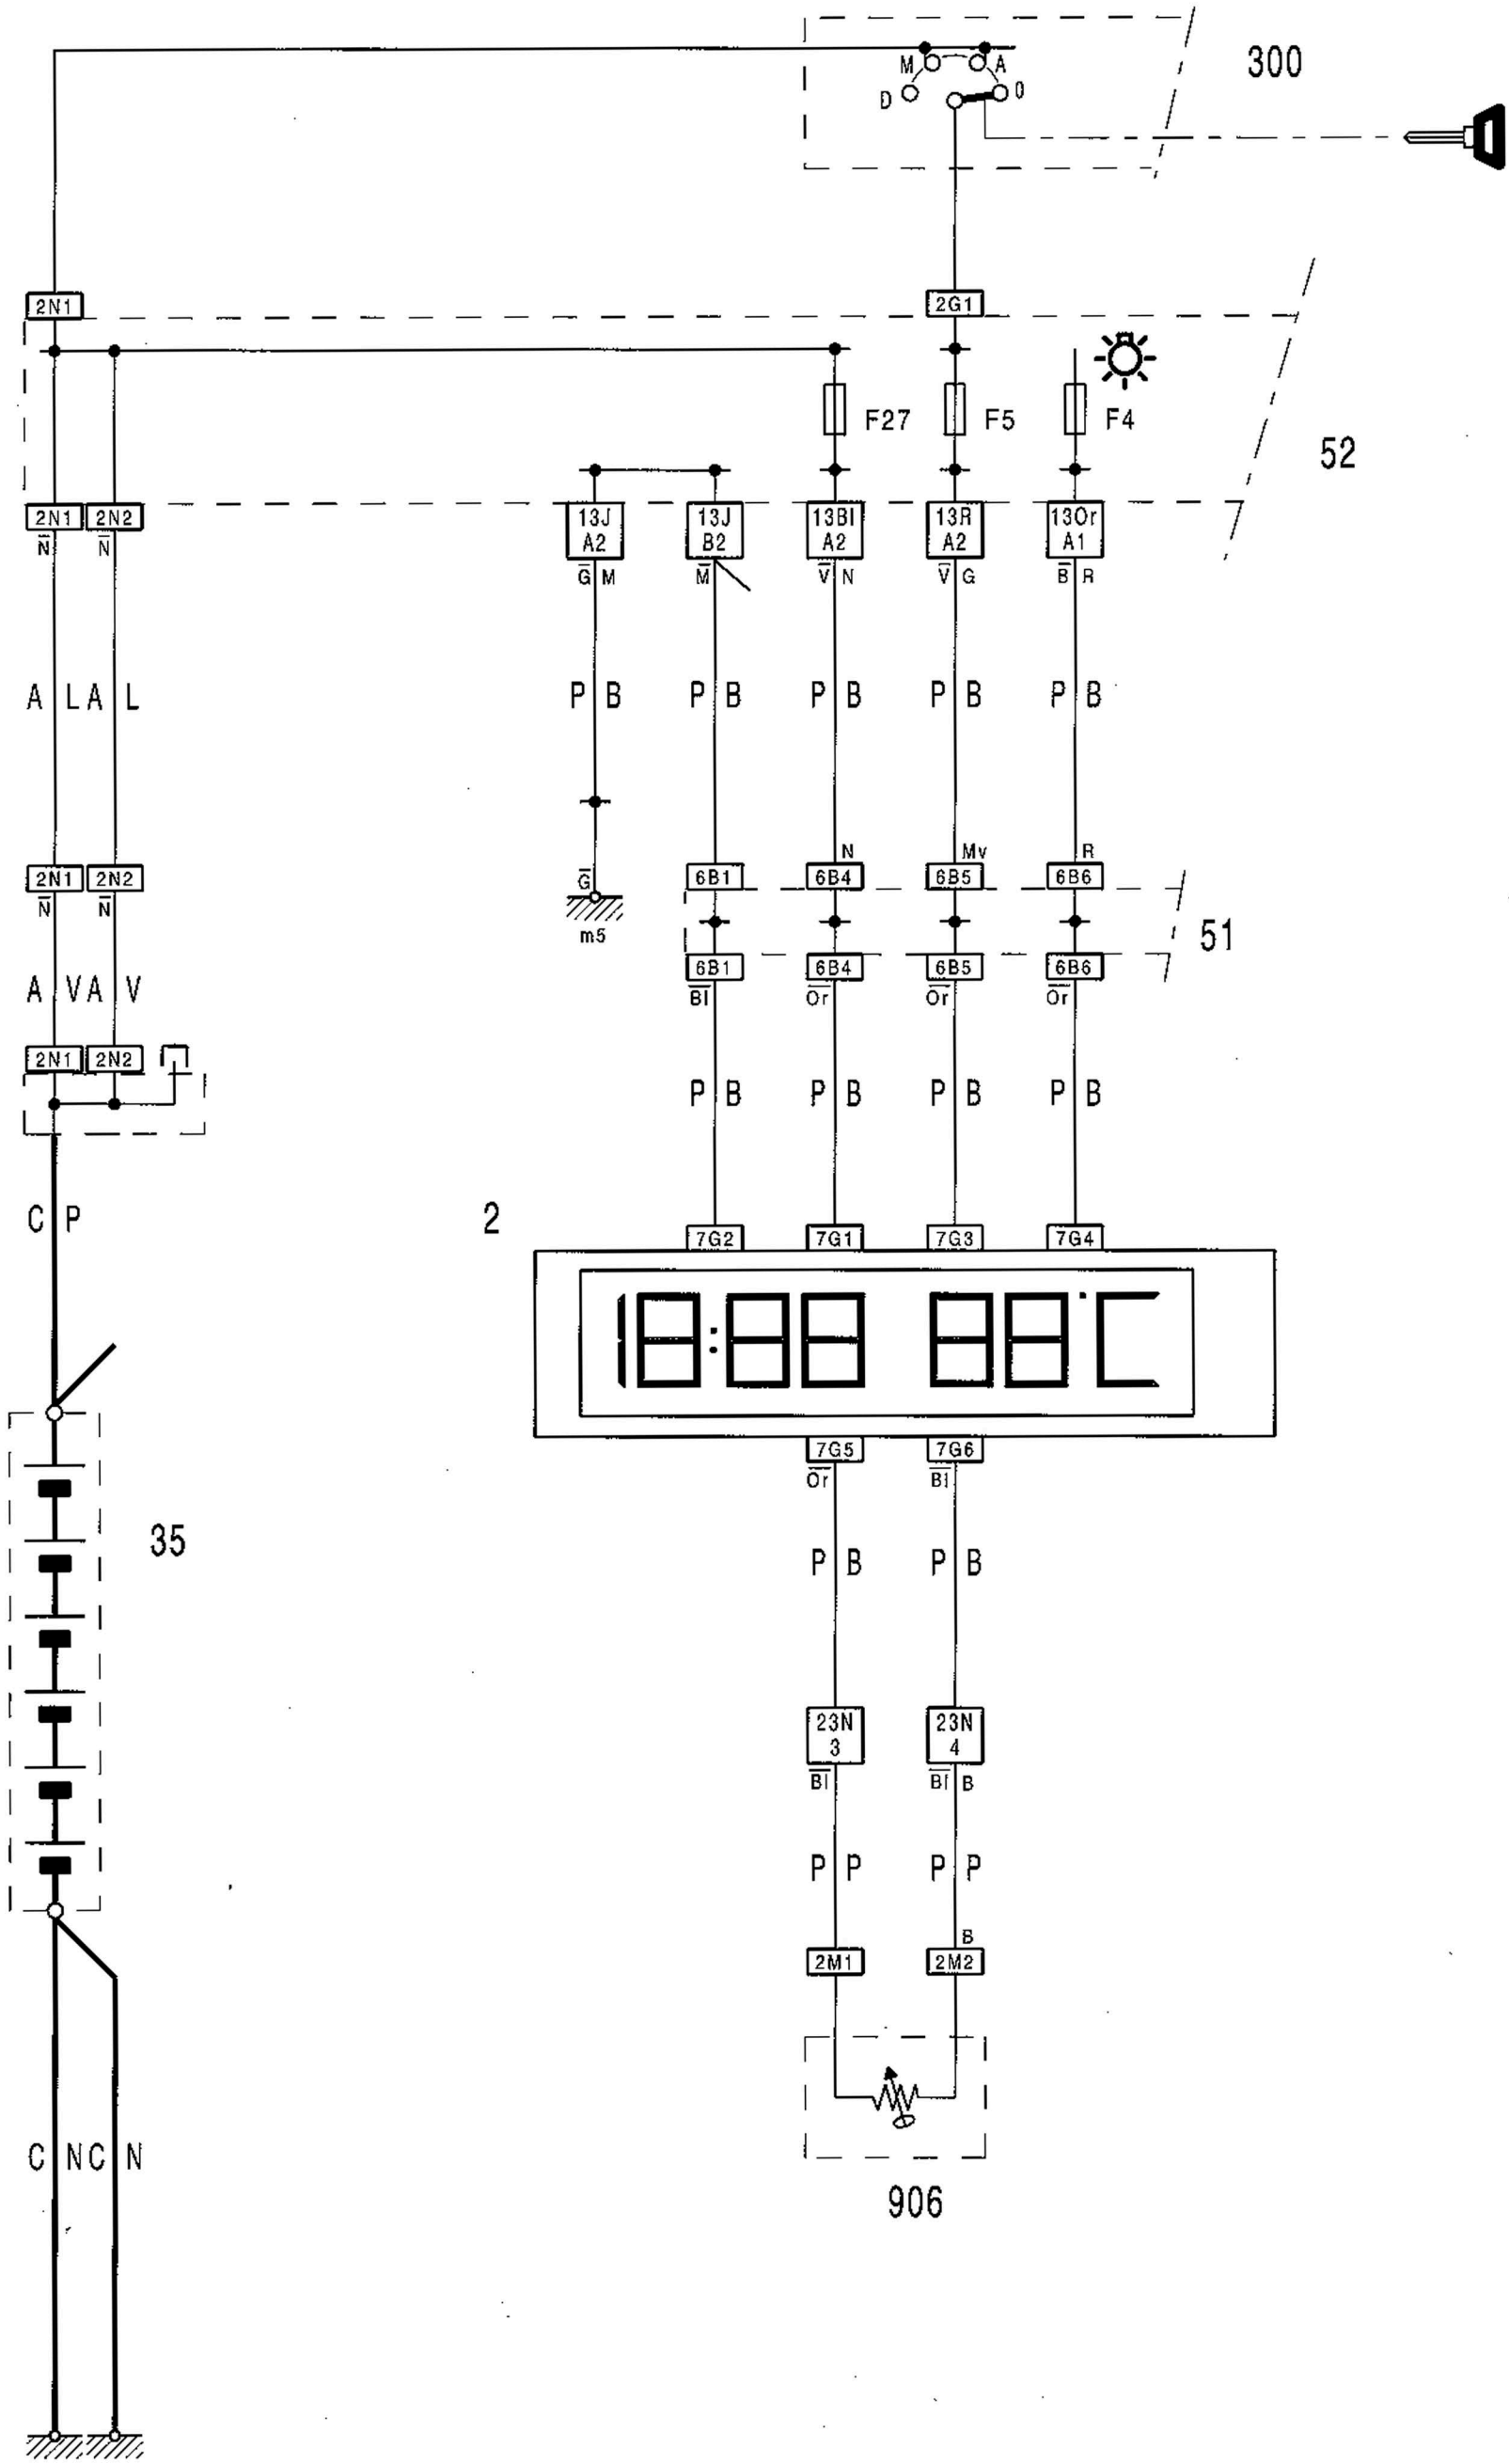 300
M A
D 0
2N1 2G1
F27 F5 F4
52
2N1 2N2 13J A2 13J B2 13Bl A2 13R A2 13Or A1
N N G M M V N V G B R
A L A L P B P B P B P B P B
N Mv R
2N1 2N2 6B1 6B4 6B5 6B6
N N G
m5 51
6B1 6B4 6B5 6B6
Bl Or Or Or
A V A V
2N1 2N2
P B P B P B P B
C P 2
7G2 7G1 7G3 7G4
18:88 88°C
7G5 7G6
Or Bl
35
P B P B
23N 3 23N 4
Bl Bl B
P P P P
B
2M1 2M2
C N C N
906